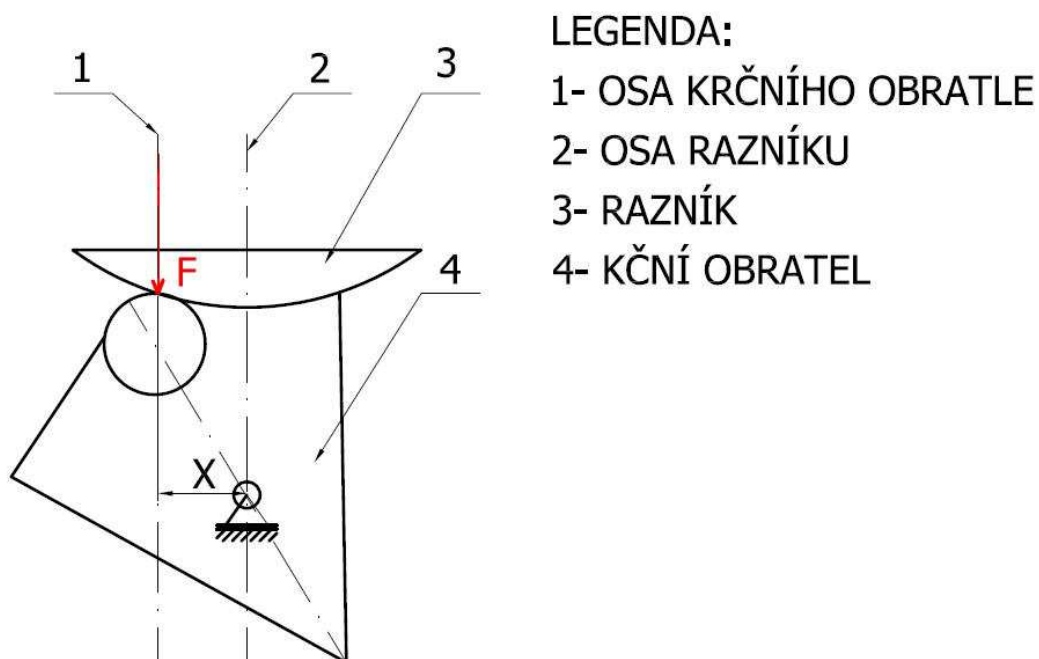 1
2
3
F
4
X
LEGENDA:
1- OSA KRČNÍHO OBRATLE
2- OSA RAZNÍKU
3- RAZNÍK
4- KČNÍ OBRATEL